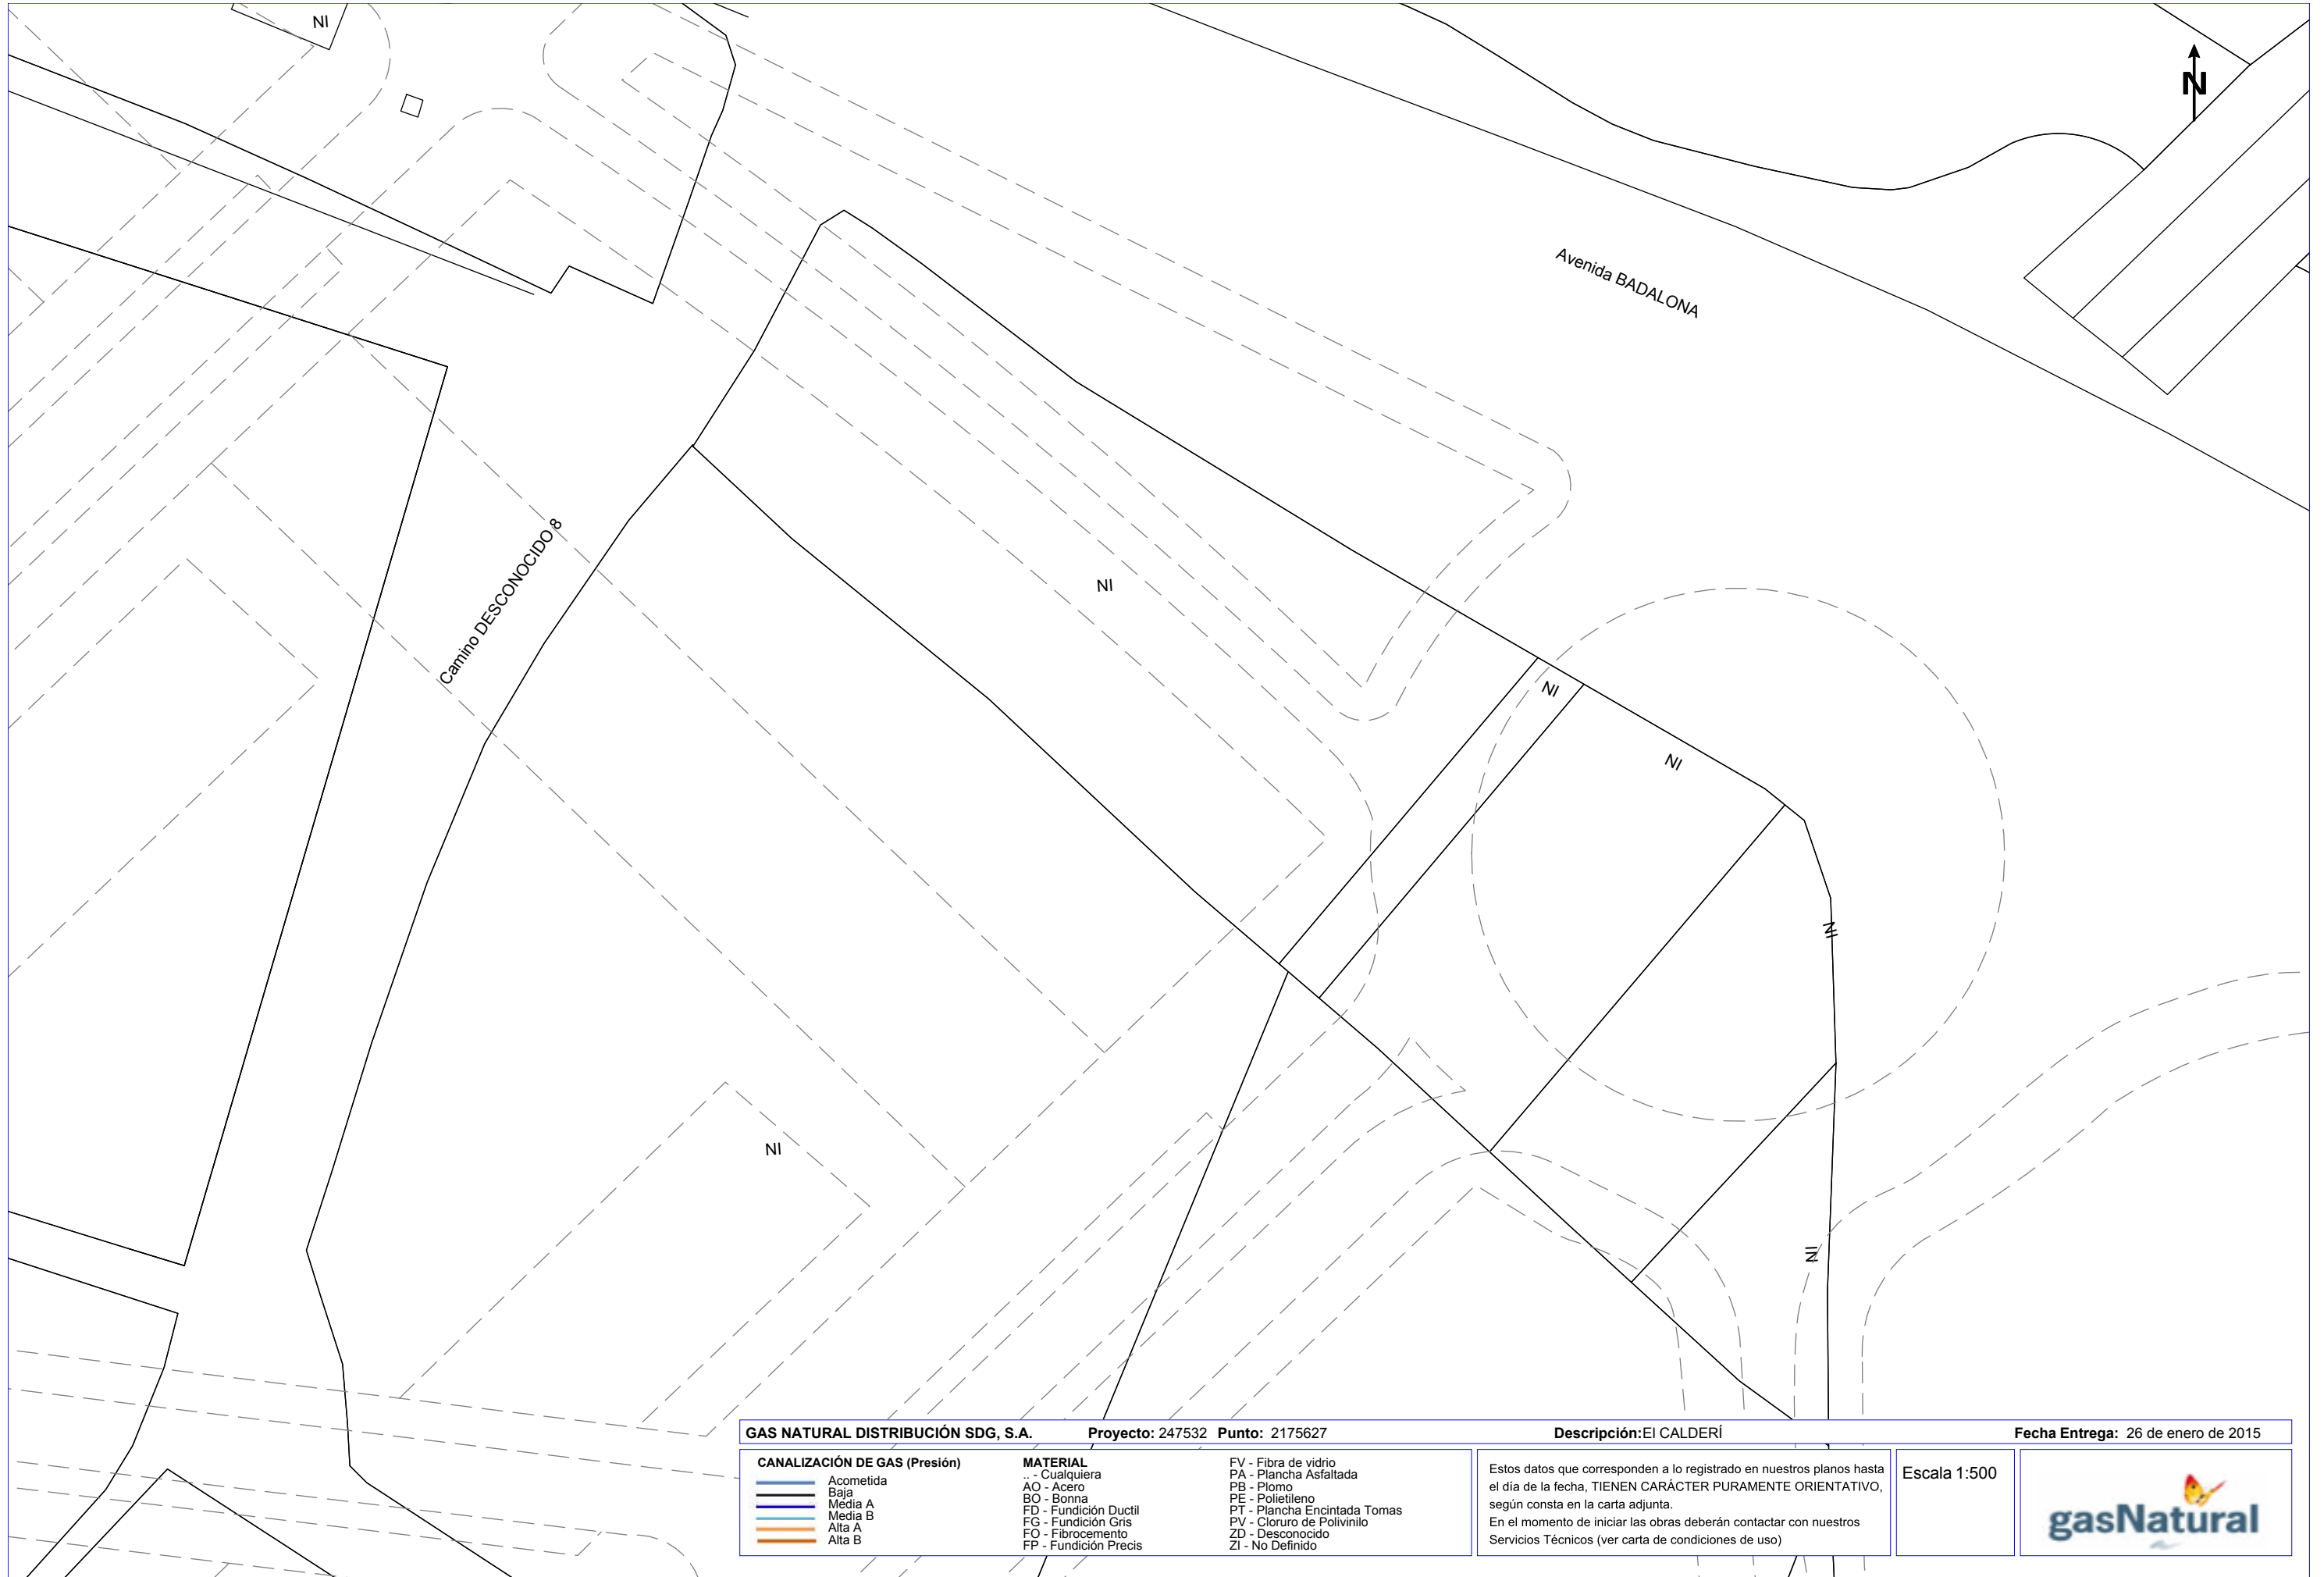 NI
N
Avenida BADALONA
Camino DESCONOCIDO 8
NI
NI
NI
NI
NI
NI
GAS NATURAL DISTRIBUCIÓN SDG, S.A. Proyecto: 247532 Punto: 2175627 Descripción:El CALDERÍ Fecha Entrega: 26 de enero de 2015
CANALIZACIÓN DE GAS (Presión)
Acometida
Baja
Media A
Media B
Alta A
Alta B
MATERIAL
.. - Cualquiera
AO - Acero
BO - Bonna
FD - Fundición Ductil
FG - Fundición Gris
FO - Fibrocemento
FP - Fundición Precis
FV - Fibra de vidrio
PA - Plancha Asfaltada
PB - Plomo
PE - Polietileno
PT - Plancha Encintada Tomas
PV - Cloruro de Polivinilo
ZD - Desconocido
ZI - No Definido
Estos datos que corresponden a lo registrado en nuestros planos hasta
el día de la fecha, TIENEN CARÁCTER PURAMENTE ORIENTATIVO,
según consta en la carta adjunta.
En el momento de iniciar las obras deberán contactar con nuestros
Servicios Técnicos (ver carta de condiciones de uso)
Escala 1:500
gasNatural